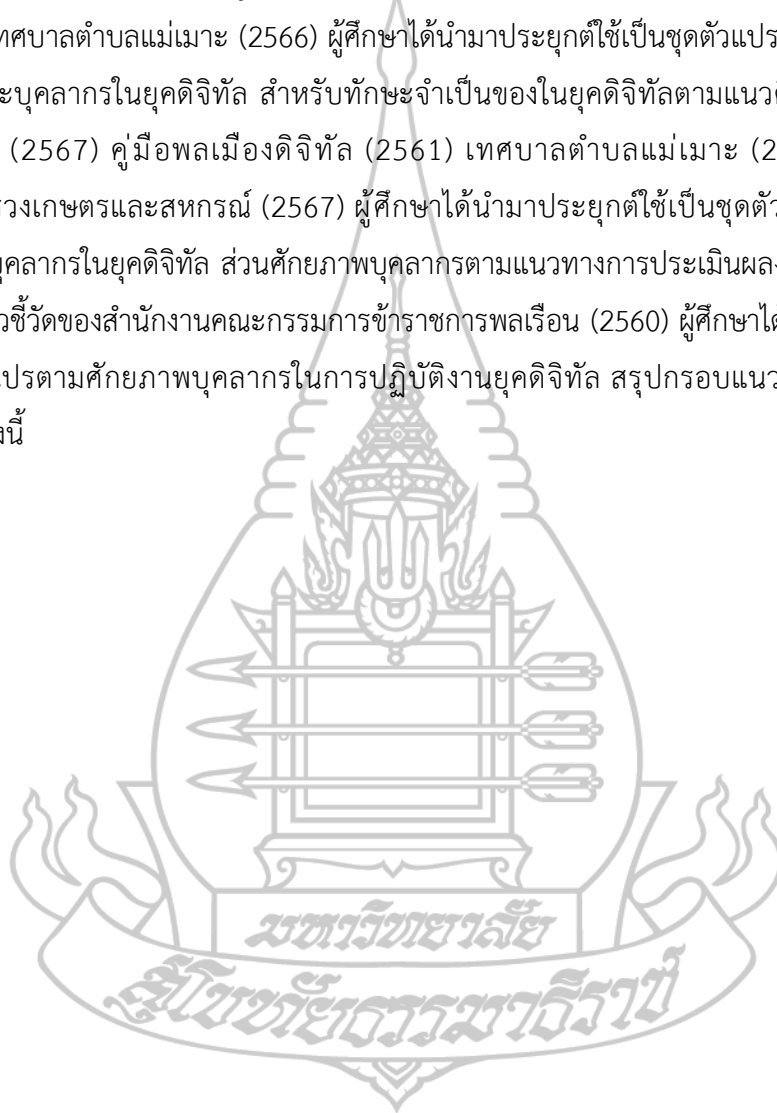 ทศบาลตำบลแม่เมาะ (2566) ผู้ศึกษาได้นำมาประยุกต์ใช้เป็นชุดตัวแปร
ะบุคลากรในยุคดิจิทัล สำหรับทักษะจำเป็นของในยุคดิจิทัลตามแนว
(2567) คู่มือพลเมืองดิจิทัล (2561) เทศบาลตำบลแม่เมาะ (2
รวงเกษตรและสหกรณ์ (2567) ผู้ศึกษาได้นำมาประยุกต์ใช้เป็นชุดตัว
บุคลากรในยุคดิจิทัล ส่วนศักยภาพบุคลากรตามแนวทางการประเมินผล
วชี้วัดของสำนักงานคณะกรรมการข้าราชการพลเรือน (2560) ผู้ศึกษาได้
ปรตามศักยภาพบุคลากรในการปฏิบัติงานยุคดิจิทัล สรุปกรอบแนว
งนี้
มหาวิทยาลัย
สุโขทัยธรรมาธิราช